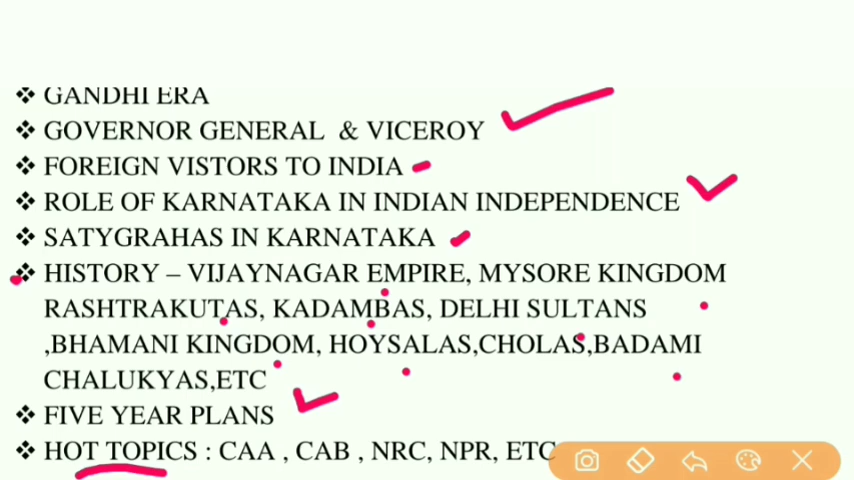 ❖ GANDHI ERA
❖ GOVERNOR GENERAL & VICEROY
❖ FOREIGN VISTORS TO INDIA
❖ ROLE OF KARNATAKA IN INDIAN INDEPENDENCE
❖ SATYGRAHAS IN KARNATAKA
❖ HISTORY – VIJAYNAGAR EMPIRE, MYSORE KINGDOM
RASHTRAKUTAS, KADAMBAS, DELHI SULTANS
,BHAMANI KINGDOM, HOYSALAS,CHOLAS,BADAMI
CHALUKYAS,ETC
❖ FIVE YEAR PLANS
❖ HOT TOPICS : CAA , CAB , NRC, NPR, ETC